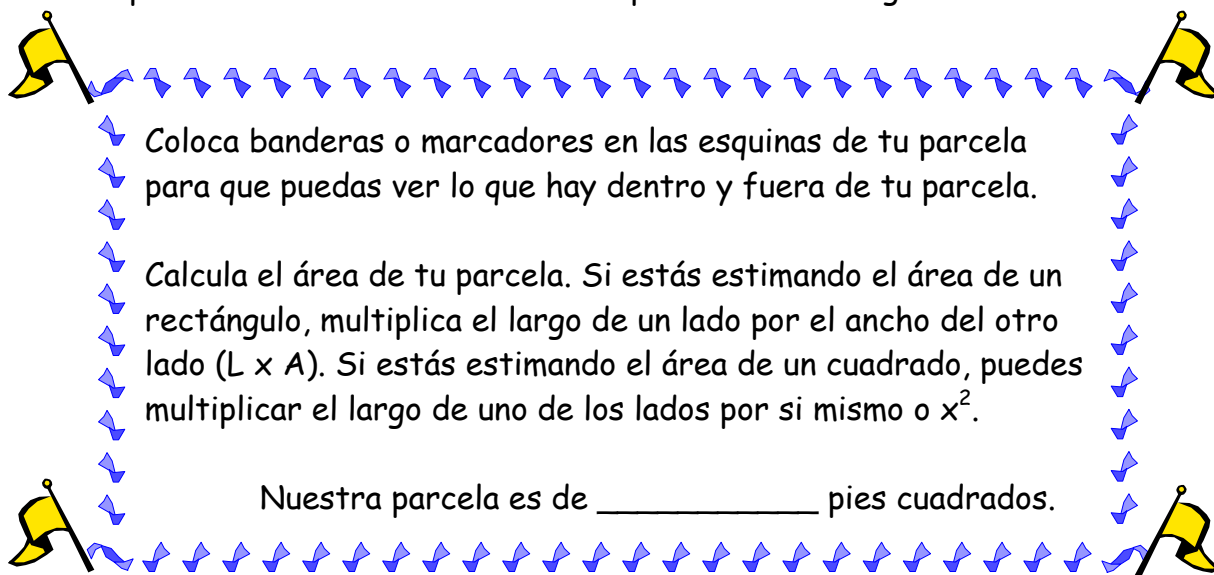 Coloca banderas o marcadores en las esquinas de tu parcela
para que puedas ver lo que hay dentro y fuera de tu parcela.
Calcula el área de tu parcela. Si estás estimando el área de un
rectángulo, multiplica el largo de un lado por el ancho del otro
lado (L x A). Si estás estimando el área de un cuadrado, puedes
multiplicar el largo de uno de los lados por si mismo o x².
Nuestra parcela es de ____________ pies cuadrados.